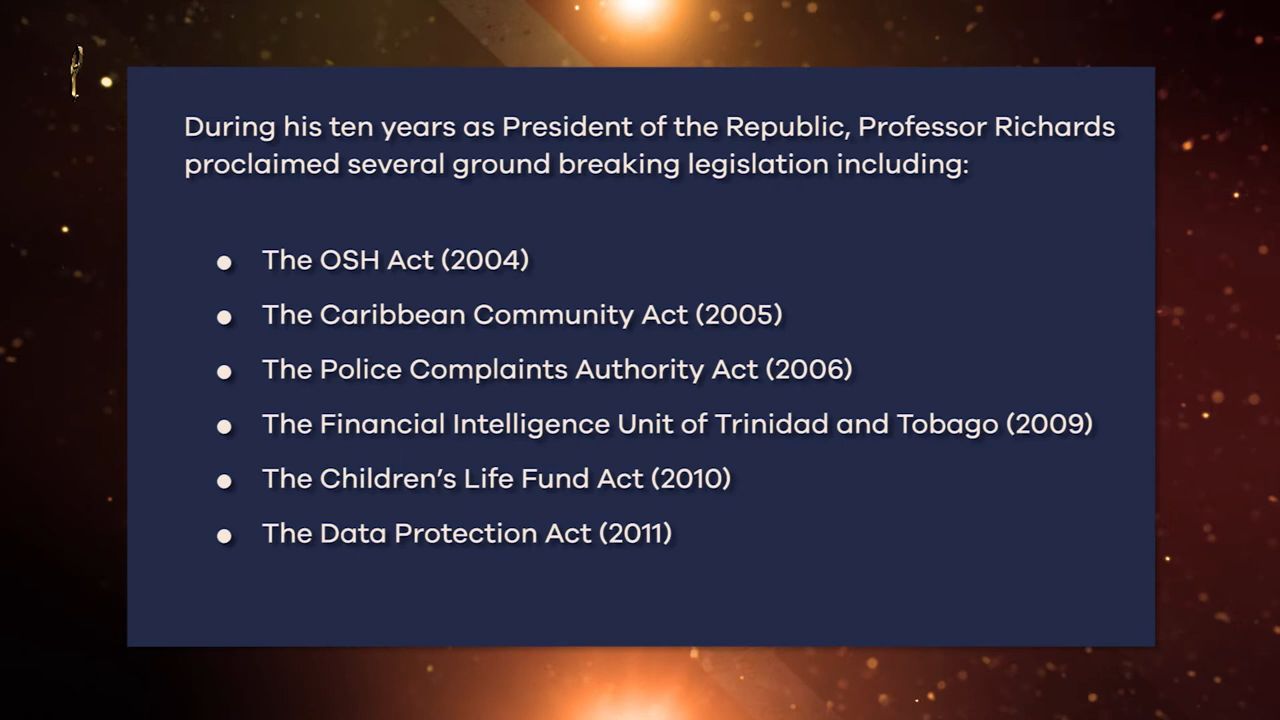 During his ten years as President of the Republic, Professor Richards
proclaimed several ground breaking legislation including:
● The OSH Act (2004)
● The Caribbean Community Act (2005)
● The Police Complaints Authority Act (2006)
● The Financial Intelligence Unit of Trinidad and Tobago (2009)
● The Children’s Life Fund Act (2010)
● The Data Protection Act (2011)